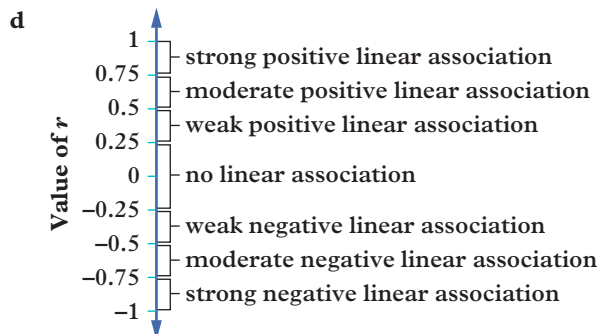 d
Value of r
1
strong positive linear association
0.75
moderate positive linear association
0.5
weak positive linear association
0.25
0
no linear association
–0.25
weak negative linear association
–0.5
moderate negative linear association
–0.75
strong negative linear association
–1